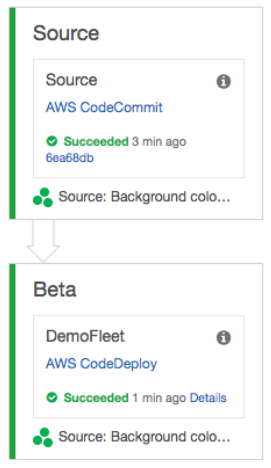 Source
Source
AWS CodeCommit
Succeeded 3 min ago
6ea68db
Source: Background colo...
Beta
DemoFleet
AWS CodeDeploy
Succeeded 1 min ago Details
Source: Background colo...